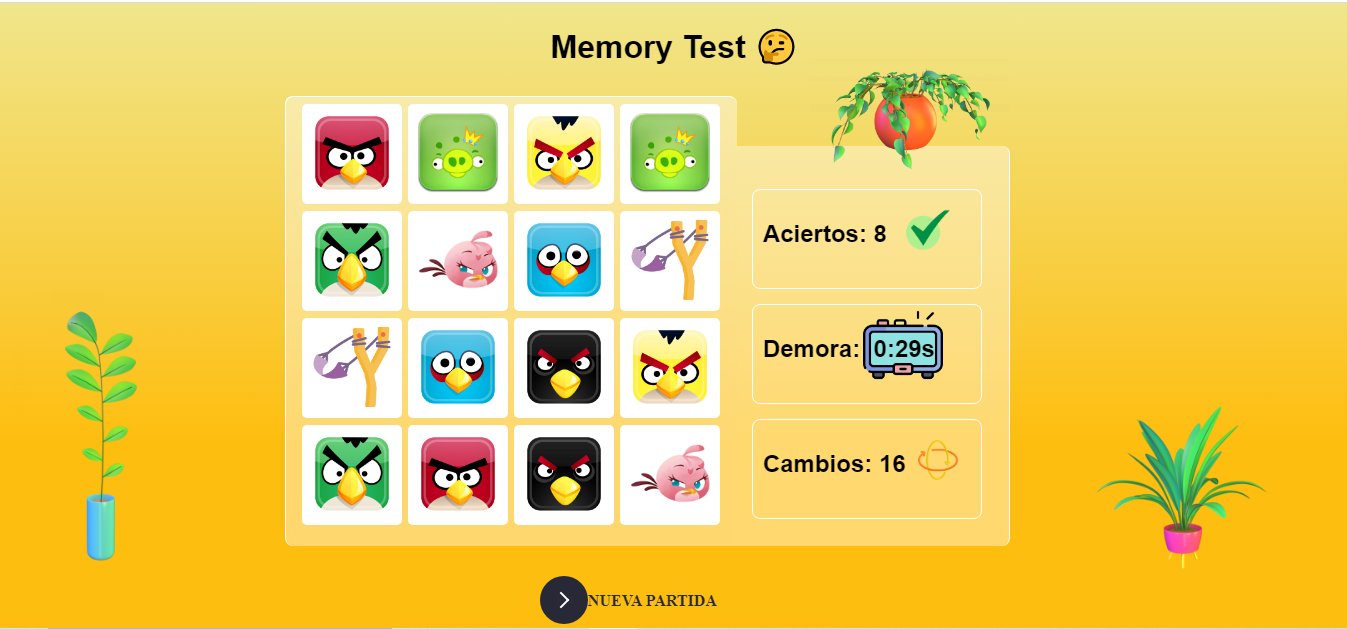 Memory Test
Aciertos: 8
Demora: 0:29s
Cambios: 16
NUEVA PARTIDA